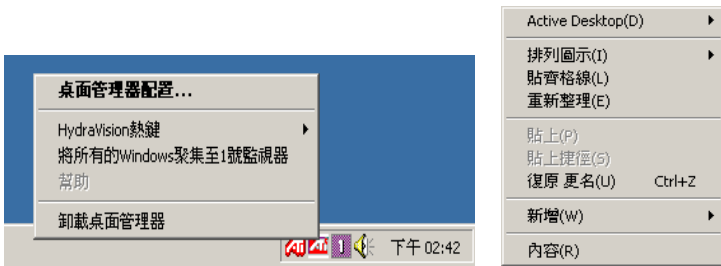 桌面管理器配置...
HydraVision熱鍵
將所有的Windows聚集至1號監視器
幫助
卸載桌面管理器
ATI ATI 1 下午 02:42
Active Desktop(D)
排列圖示(I)
貼齊格線(L)
重新整理(E)
貼上(P)
貼上捷徑(S)
復原 更名(U) Ctrl+Z
新增(W)
內容(R)